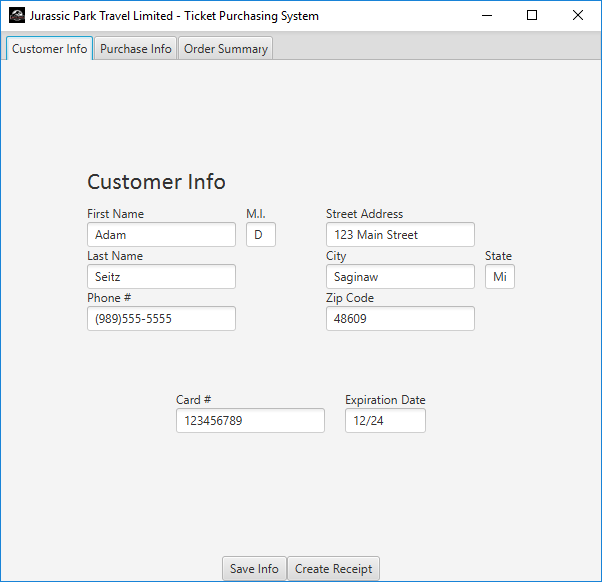 Jurassic Park Travel Limited - Ticket Purchasing System
Customer Info Purchase Info Order Summary
Customer Info
First Name M.I. Street Address
Adam D 123 Main Street
Last Name City State
Seitz Saginaw Mi
Phone # Zip Code
(989)555-5555 48609
Card # Expiration Date
123456789 12/24
Save Info Create Receipt